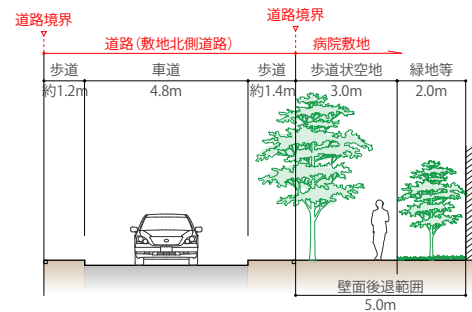 道路境界
道路境界
道路（敷地北側道路）
病院敷地
歩道
車道
歩道
歩道状空地
緑地等
約1.2m
4.8m
約1.4m
3.0m
2.0m
壁面後退範囲
5.0m